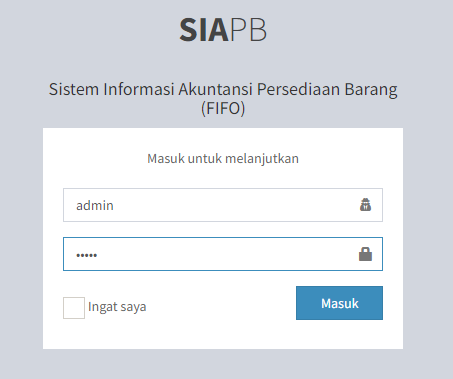 SIAPB
Sistem Informasi Akuntansi Persediaan Barang
(FIFO)
Masuk untuk melanjutkan
admin
•••••
Ingat saya
Masuk